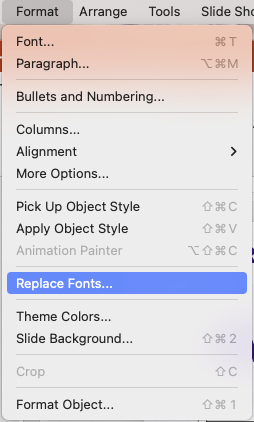 Format Arrange Tools Slide Sho
Font... ⌘T
Paragraph... ⌥⌘M
Bullets and Numbering...
Columns...
Alignment
More Options...
Pick Up Object Style ⇧⌘C
Apply Object Style ⇧⌘V
Animation Painter ⌥⇧⌘C
Replace Fonts...
Theme Colors...
Slide Background... ⇧⌘2
Crop ⇧C
Format Object... ⇧⌘1